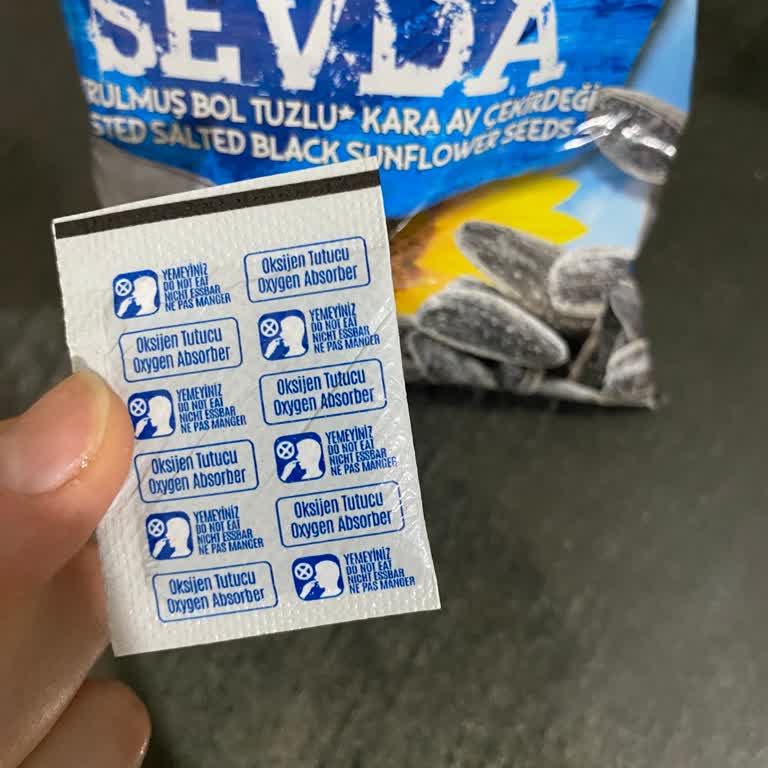 SEVDA
BOL TUZLU* KARA AY ÇEKİRDEĞİ
SALTED BLACK SUNFLOWER SEEDS
YEMEYİNİZ
DO NOT EAT
NICHT ESSBAR
NE PAS MANGER
Oksijen Tutucu
Oxygen Absorber
Oksijen Tutucu
Oxygen Absorber
YEMEYİNİZ
DO NOT EAT
NICHT ESSBAR
NE PAS MANGER
YEMEYİNİZ
DO NOT EAT
NICHT ESSBAR
NE PAS MANGER
Oksijen Tutucu
Oxygen Absorber
Oksijen Tutucu
Oxygen Absorber
YEMEYİNİZ
DO NOT EAT
NICHT ESSBAR
NE PAS MANGER
YEMEYİNİZ
DO NOT EAT
NICHT ESSBAR
NE PAS MANGER
Oksijen Tutucu
Oxygen Absorber
Oksijen Tutucu
Oxygen Absorber
YEMEYİNİZ
DO NOT EAT
NICHT ESSBAR
NE PAS MANGER